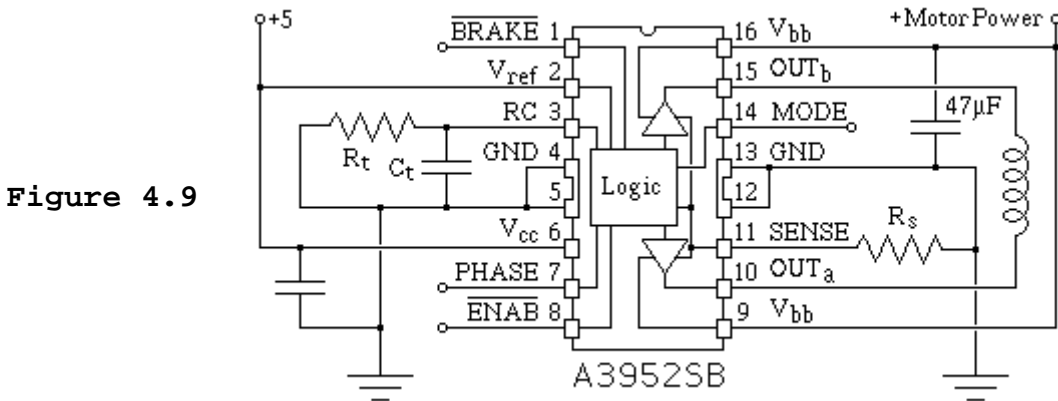 Figure 4.9
+5
BRAKE 1
Vref 2
RC 3
GND 4
5
Vcc 6
PHASE 7
ENAB 8
Rt
Ct
Logic
16 Vbb
15 OUTb
14 MODE
13 GND
12
11 SENSE
10 OUTa
9 Vbb
+Motor Power
47µF
Rs
A3952SB